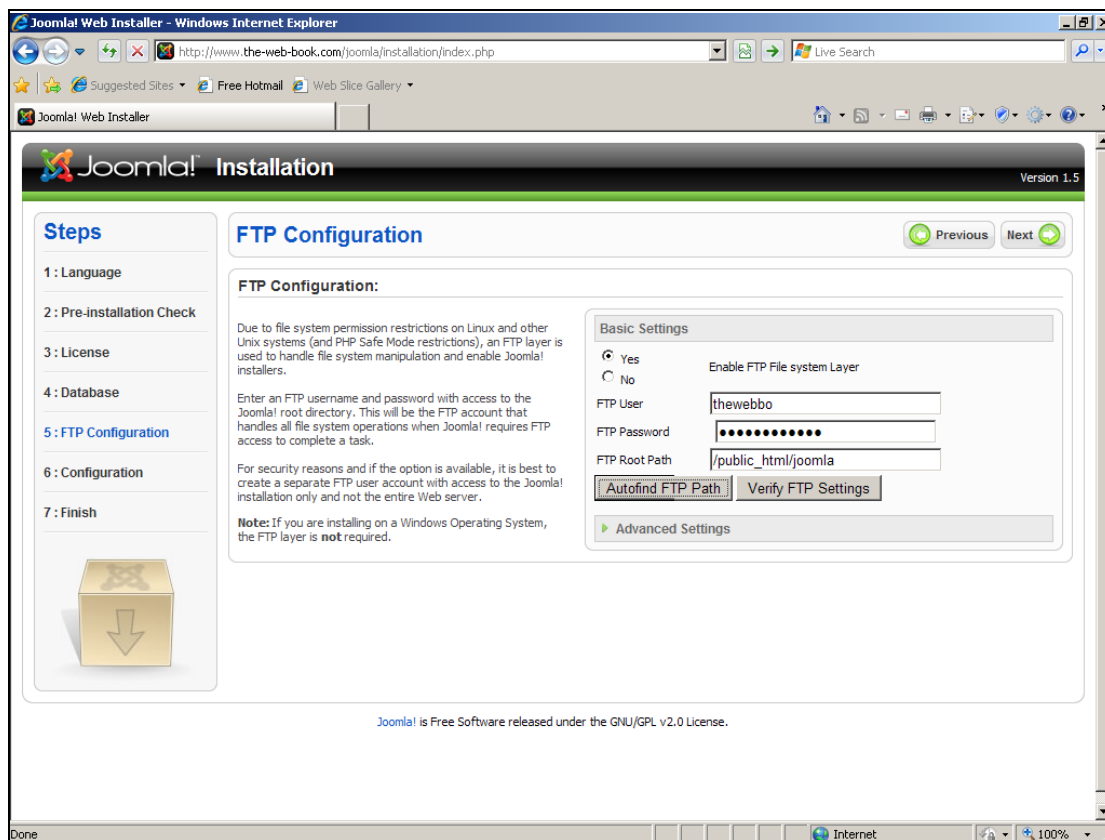 Joomla! Web Installer - Windows Internet Explorer
http://www.the-web-book.com/joomla/installation/index.php
Live Search
Suggested Sites
Free Hotmail
Web Slice Gallery
Joomla! Web Installer
Joomla!™ Installation
Version 1.5
Steps
1 : Language
2 : Pre-installation Check
3 : License
4 : Database
5 : FTP Configuration
6 : Configuration
7 : Finish
FTP Configuration
Previous
Next
FTP Configuration:
Due to file system permission restrictions on Linux and other
Unix systems (and PHP Safe Mode restrictions), an FTP layer is
used to handle file system manipulation and enable Joomla!
installers.
Enter an FTP username and password with access to the
Joomla! root directory. This will be the FTP account that
handles all file system operations when Joomla! requires FTP
access to complete a task.
For security reasons and if the option is available, it is best to
create a separate FTP user account with access to the Joomla!
installation only and not the entire Web server.
Note: If you are installing on a Windows Operating System,
the FTP layer is not required.
Basic Settings
Yes
No
Enable FTP File system Layer
FTP User
thewebbo
FTP Password
●●●●●●●●●●●●
FTP Root Path
/public_html/joomla
Autofind FTP Path
Verify FTP Settings
Advanced Settings
Joomla! is Free Software released under the GNU/GPL v2.0 License.
Done
Internet
100%